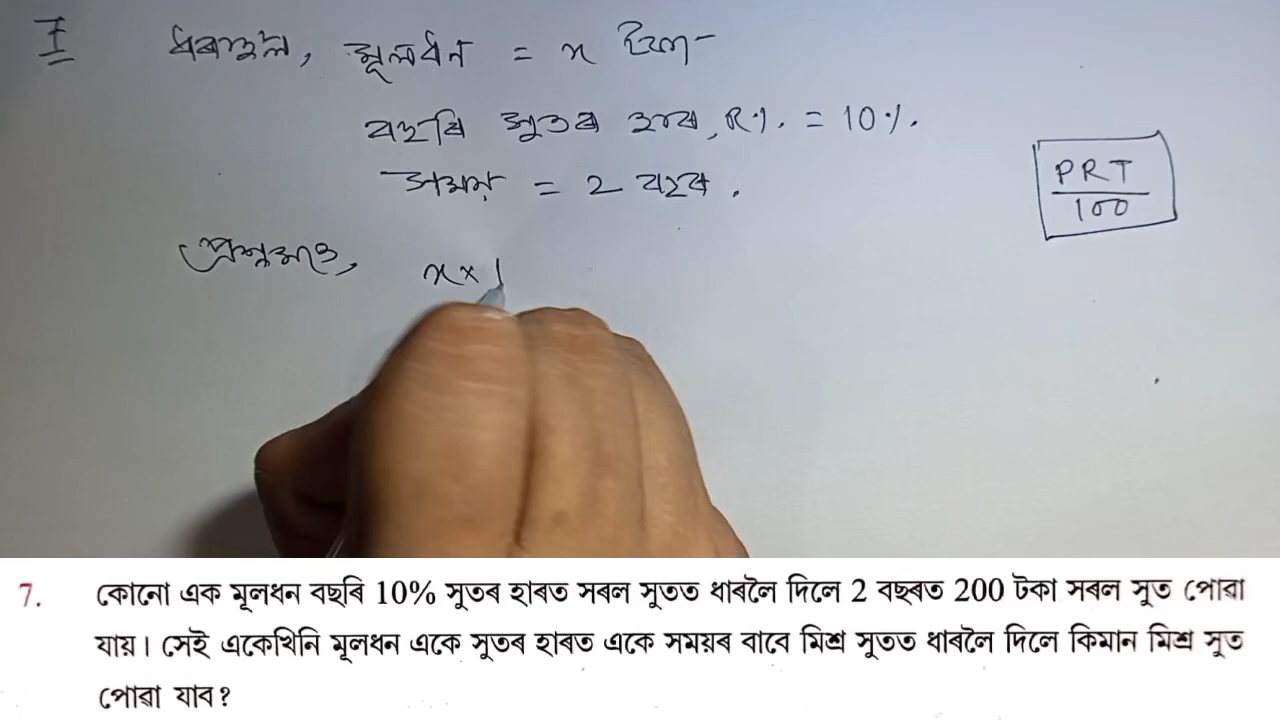 I ধৰাহ'ল, মূলধন = x টকা
বছৰি সুতৰ হাৰ, R% = 10%.
সময় = 2 বছৰ.
PRT
100
প্ৰশ্নমতে, x × 1
7. কোনো এক মূলধন বছৰি 10% সুতৰ হাৰত সৰল সুতত ধাৰলৈ দিলে 2 বছৰত 200 টকা সৰল সুত পোৱা
যায়। সেই একেখিনি মূলধন একে সুতৰ হাৰত একে সময়ৰ বাবে মিশ্ৰ সুতত ধাৰলৈ দিলে কিমান মিশ্ৰ সুত
পোৱা যাব?